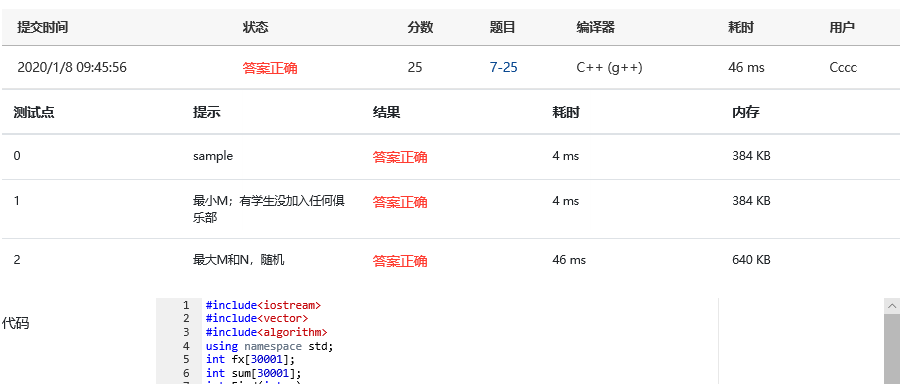 提交时间 状态 分数 题目 编译器 耗时 用户
2020/1/8 09:45:56 答案正确 25 7-25 C++ (g++) 46 ms Cccc
测试点 提示 结果 耗时 内存
0 sample 答案正确 4 ms 384 KB
1 最小M；有学生没加入任何俱 答案正确 4 ms 384 KB
乐部
2 最大M和N，随机 答案正确 46 ms 640 KB
代码
1 #include<iostream>
2 #include<vector>
3 #include<algorithm>
4 using namespace std;
5 int fx[30001];
6 int sum[30001];